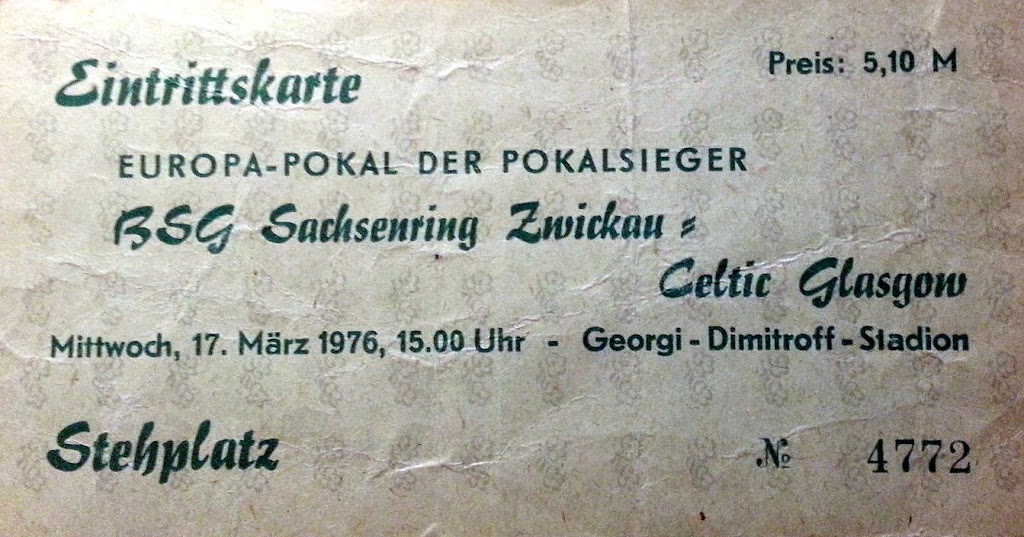 Eintrittskarte
Preis: 5,10 M
EUROPA-POKAL DER POKALSIEGER
BSG Sachsenring Zwickau =
Celtic Glasgow
Mittwoch, 17. März 1976, 15.00 Uhr - Georgi-Dimitroff-Stadion
Stehplatz
№ 4772